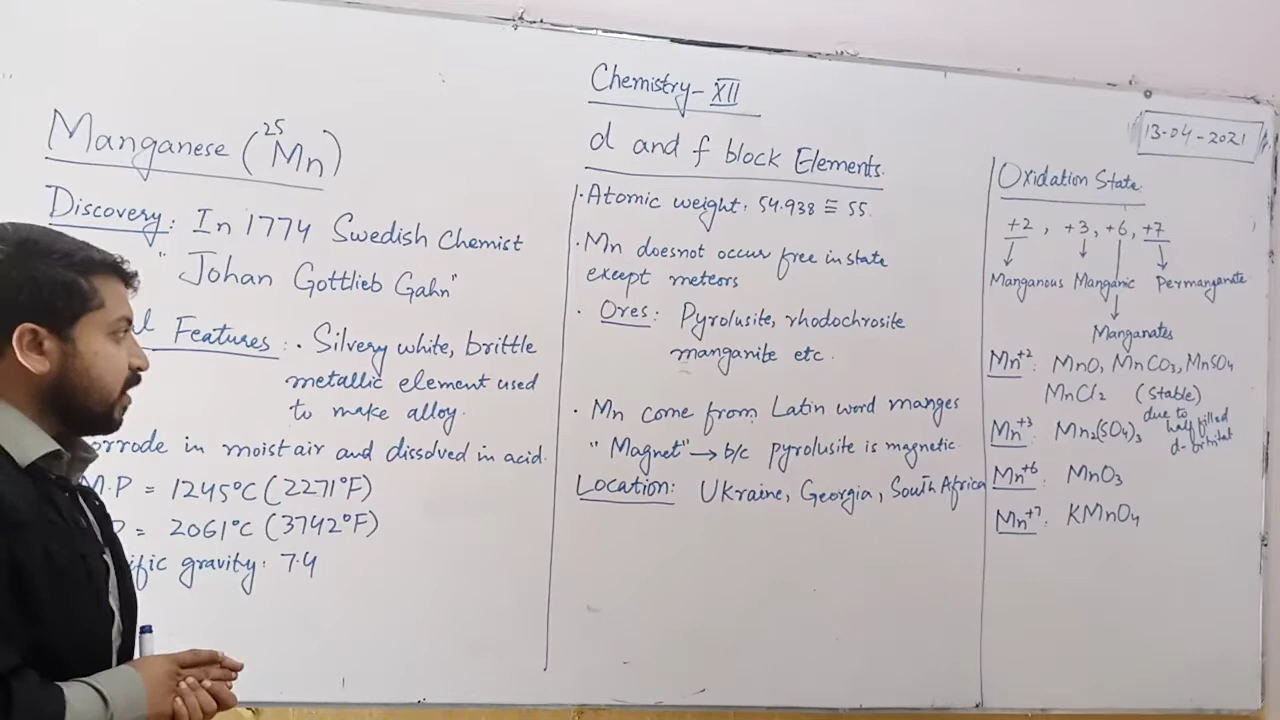 Chemistry-XII
13-04-2021
Manganese (25Mn)
Discovery: In 1774 Swedish Chemist
"Johan Gottlieb Gahn"
Features: . Silvery white, brittle
metallic element used
to make alloy.
orrode in moist air and dissolved in acid.
M.P = 1245°C (2271°F)
P = 2061°C (3742°F)
ific gravity: 7.4
d and f block Elements.
. Atomic weight: 54.938 ≅ 55.
. Mn doesnot occur free in state
except meteors
. Ores: Pyrolusite, rhodochrosite
manganite etc.
. Mn come from Latin word manges
"Magnet" → b/c pyrolusite is magnetic.
Location: Ukraine, Georgia, South Africa
Oxidation State.
+2, +3, +6, +7
Manganous Manganic Permanganate
Manganates
Mn+2: MnO, MnCO3, MnSO4
MnCl2 (Stable)
due to
half filled
d-orbital
Mn+3: Mn2(SO4)3
Mn+6: MnO3
Mn+7: KMnO4